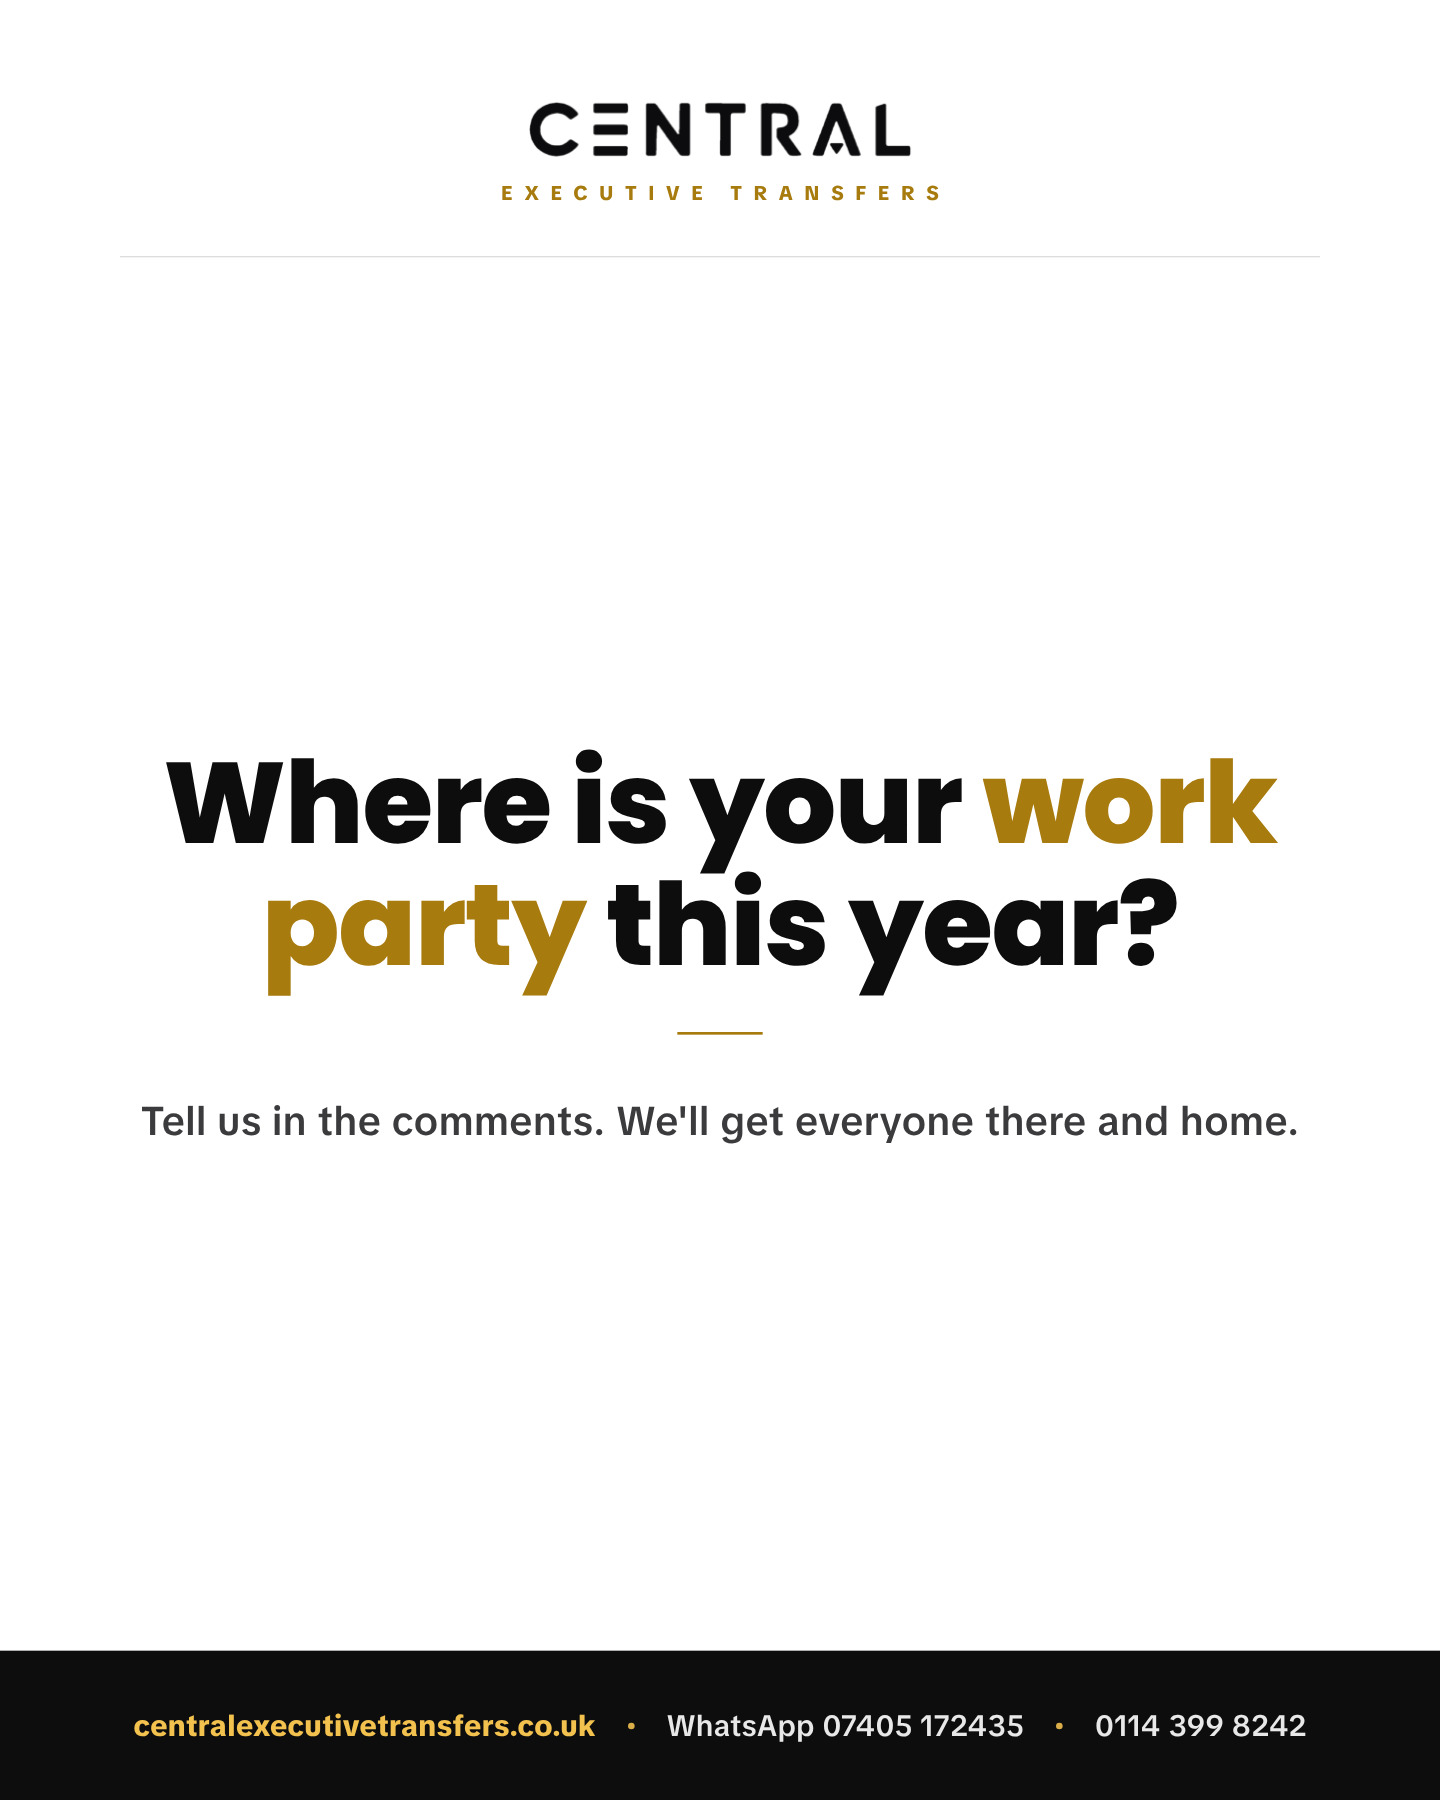 CENTRAL
EXECUTIVE TRANSFERS
Where is your work
party this year?
Tell us in the comments. We'll get everyone there and home.
centralexecutivetransfers.co.uk • WhatsApp 07405 172435 • 0114 399 8242